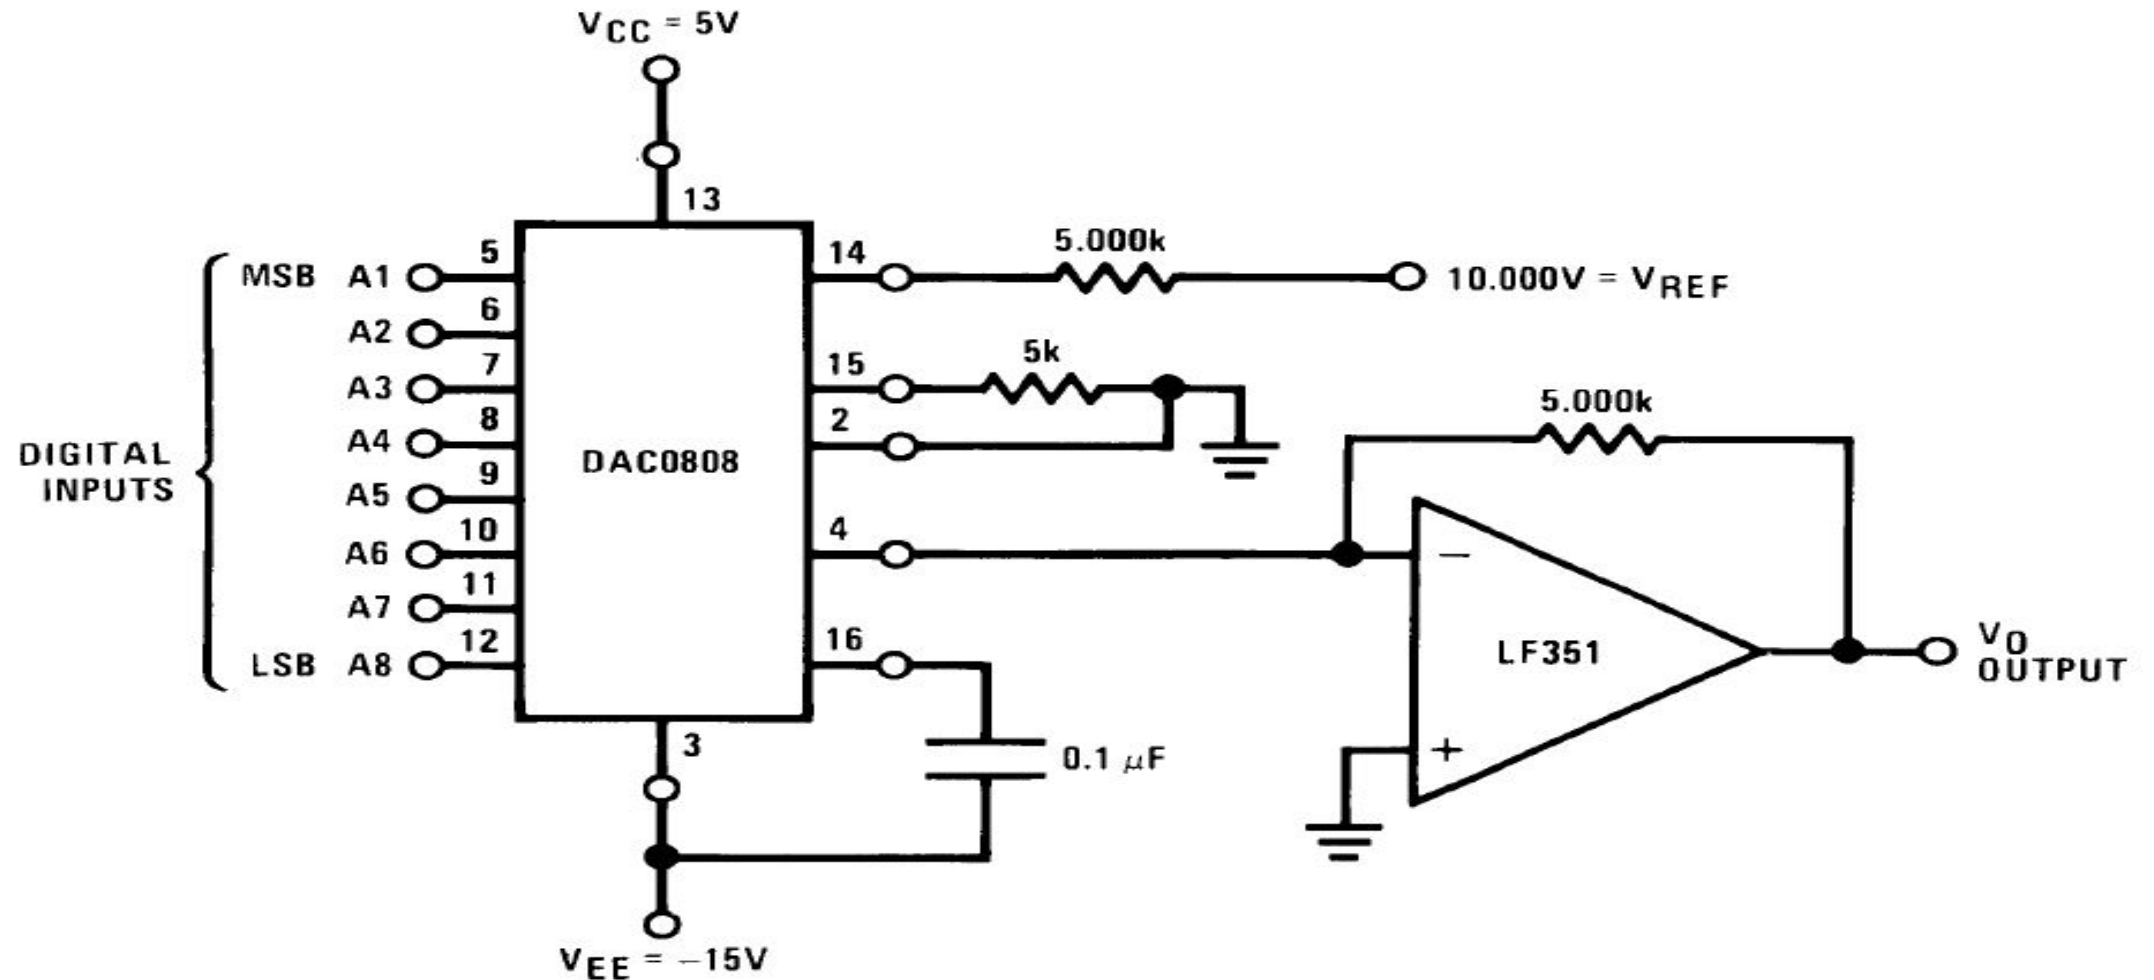 VCC = 5V
13
5
MSB A1
14
5.000k
10.000V = VREF
6
A2
7
A3
15
5k
8
A4
2
5.000k
DIGITAL
INPUTS
DAC0808
9
A5
10
A6
4
−
11
A7
12
LSB A8
16
LF351
VO
OUTPUT
3
0.1 μF
+
VEE = −15V